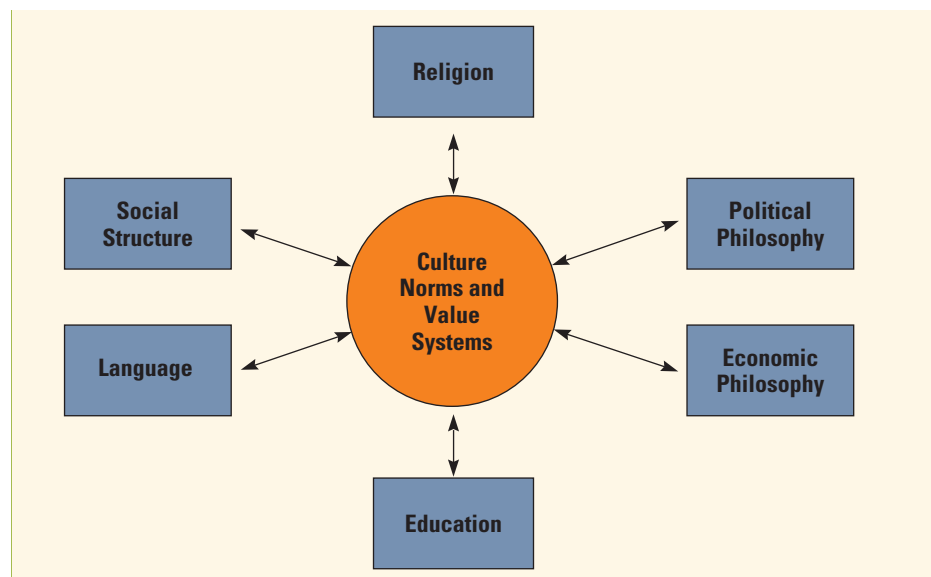 Religion
Social
Structure
Political
Philosophy
Culture
Norms and
Value
Systems
Language
Economic
Philosophy
Education